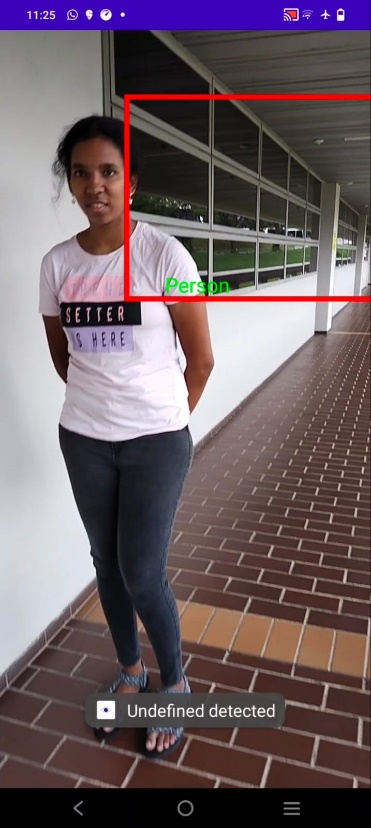 11:25
Person
SETTER
IS HERE
Undefined detected